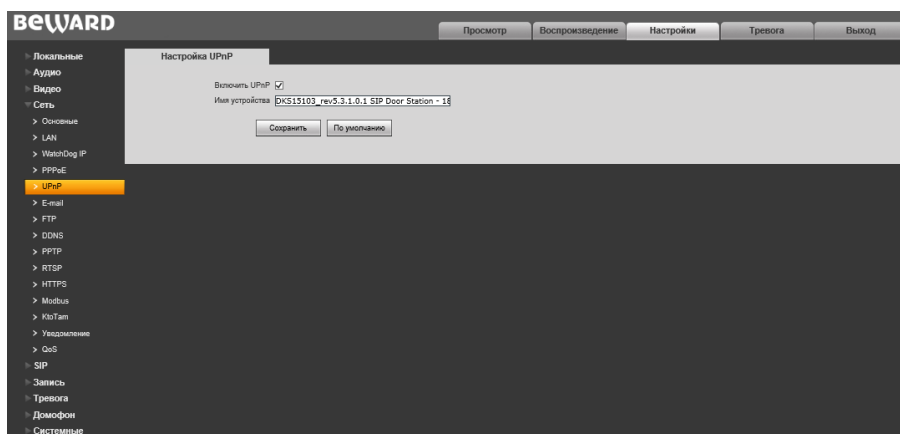 BEWARD
Просмотр
Воспроизведение
Настройки
Тревога
Выход
Локальные
Аудио
Видео
Сеть
Основные
LAN
WatchDog IP
PPPoE
UPnP
E-mail
FTP
DDNS
PPTP
RTSP
HTTPS
Modbus
KtoTam
Уведомление
QoS
SIP
Запись
Тревога
Домофон
Системные
Настройка UPnP
Включить UPnP
Имя устройства DKS15103_rev5.3.1.0.1 SIP Door Station - 18
Сохранить
По умолчанию